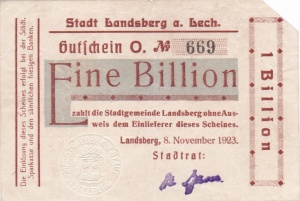 Stadt Landsberg a. Lech.
Gutschein O. № 669
Eine Billion
zahlt die Stadtgemeinde Landsberg ohne Aus-
weis dem Einlieferer dieses Scheines.
Landsberg, 8. November 1923.
Stadtrat:
Die Einlösung dieses Scheines erfolgt bei der Städt.
Sparkasse und den sämtlichen hiesigen Banken.
1 Billion